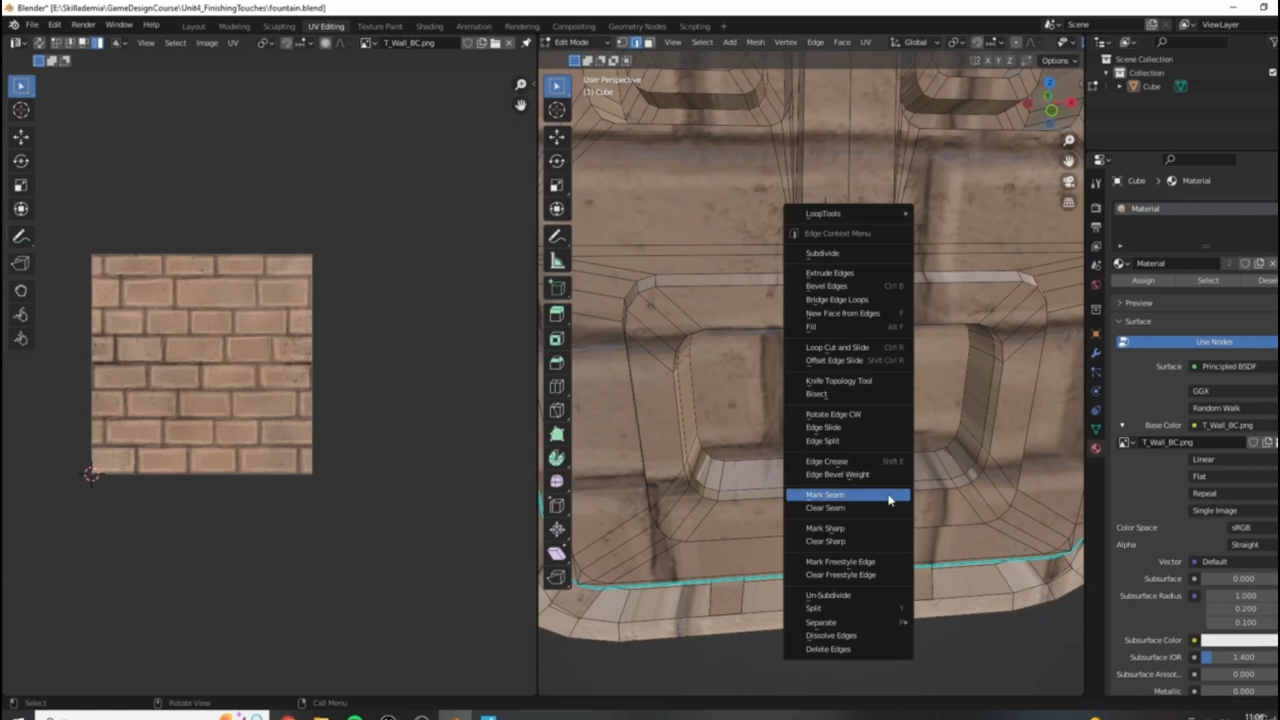 Blender* [E:\Skillademia\GameDesignCourse\Unit4_FinishingTouches\fountain.blend]
File Edit Render Window Help Layout Modeling Sculpting UV Editing Texture Paint Shading Animation Rendering Compositing Geometry Nodes Scripting + Scene ViewLayer
View Select Image UV T_Wall_BC.png Edit Mode View Select Add Mesh Vertex Edge Face UV Global
X Y Z Options
User Perspective
(1) Cube
Scene Collection
Collection
Cube
Cube > Material
Material
Material 2
Assign Select
Preview
Surface
Use Nodes
Surface Principled BSDF
GGX
Random Walk
Base Color T_Wall_BC.png
T_Wall_BC.png
Linear
Flat
Repeat
Single Image
Color Space sRGB
Alpha Straight
Vector Default
Subsurface 0.000
Subsurface Radius 1.000
0.200
0.100
Subsurface Color
Subsurface IOR 1.400
Subsurface Anisot... 0.000
Metallic 0.000
LoopTools
Edge Context Menu
Subdivide
Extrude Edges
Bevel Edges Ctrl B
Bridge Edge Loops
New Face from Edges F
Fill Alt F
Loop Cut and Slide Ctrl R
Offset Edge Slide Shift Ctrl R
Knife Topology Tool
Bisect
Rotate Edge CW
Edge Slide
Edge Split
Edge Crease Shift E
Edge Bevel Weight
Mark Seam
Clear Seam
Mark Sharp
Clear Sharp
Mark Freestyle Edge
Clear Freestyle Edge
Un-Subdivide
Split Y
Separate P
Dissolve Edges
Delete Edges
Select Rotate View Call Menu